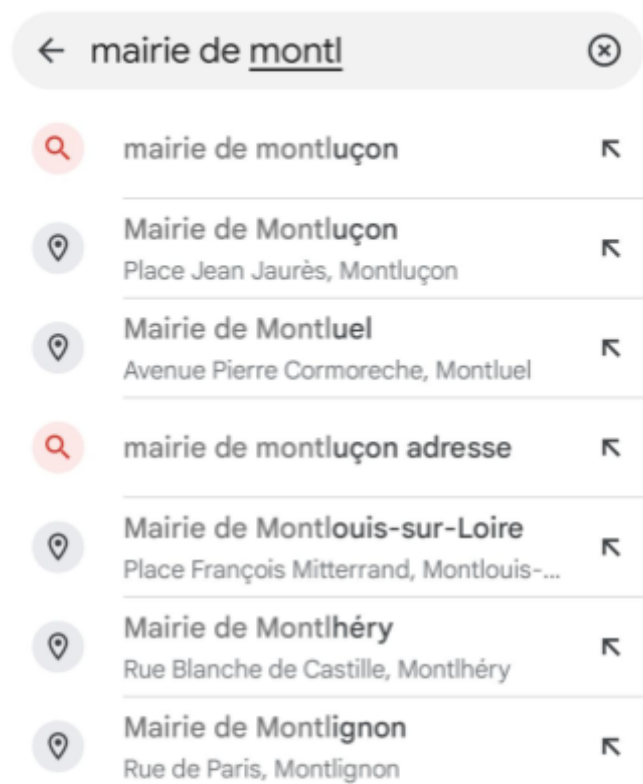 mairie de montl
mairie de montluçon
Mairie de Montluçon
Place Jean Jaurès, Montluçon
Mairie de Montluel
Avenue Pierre Cormoreche, Montluel
mairie de montluçon adresse
Mairie de Montlouis-sur-Loire
Place François Mitterrand, Montlouis-...
Mairie de Montlhéry
Rue Blanche de Castille, Montlhéry
Mairie de Montlignon
Rue de Paris, Montlignon